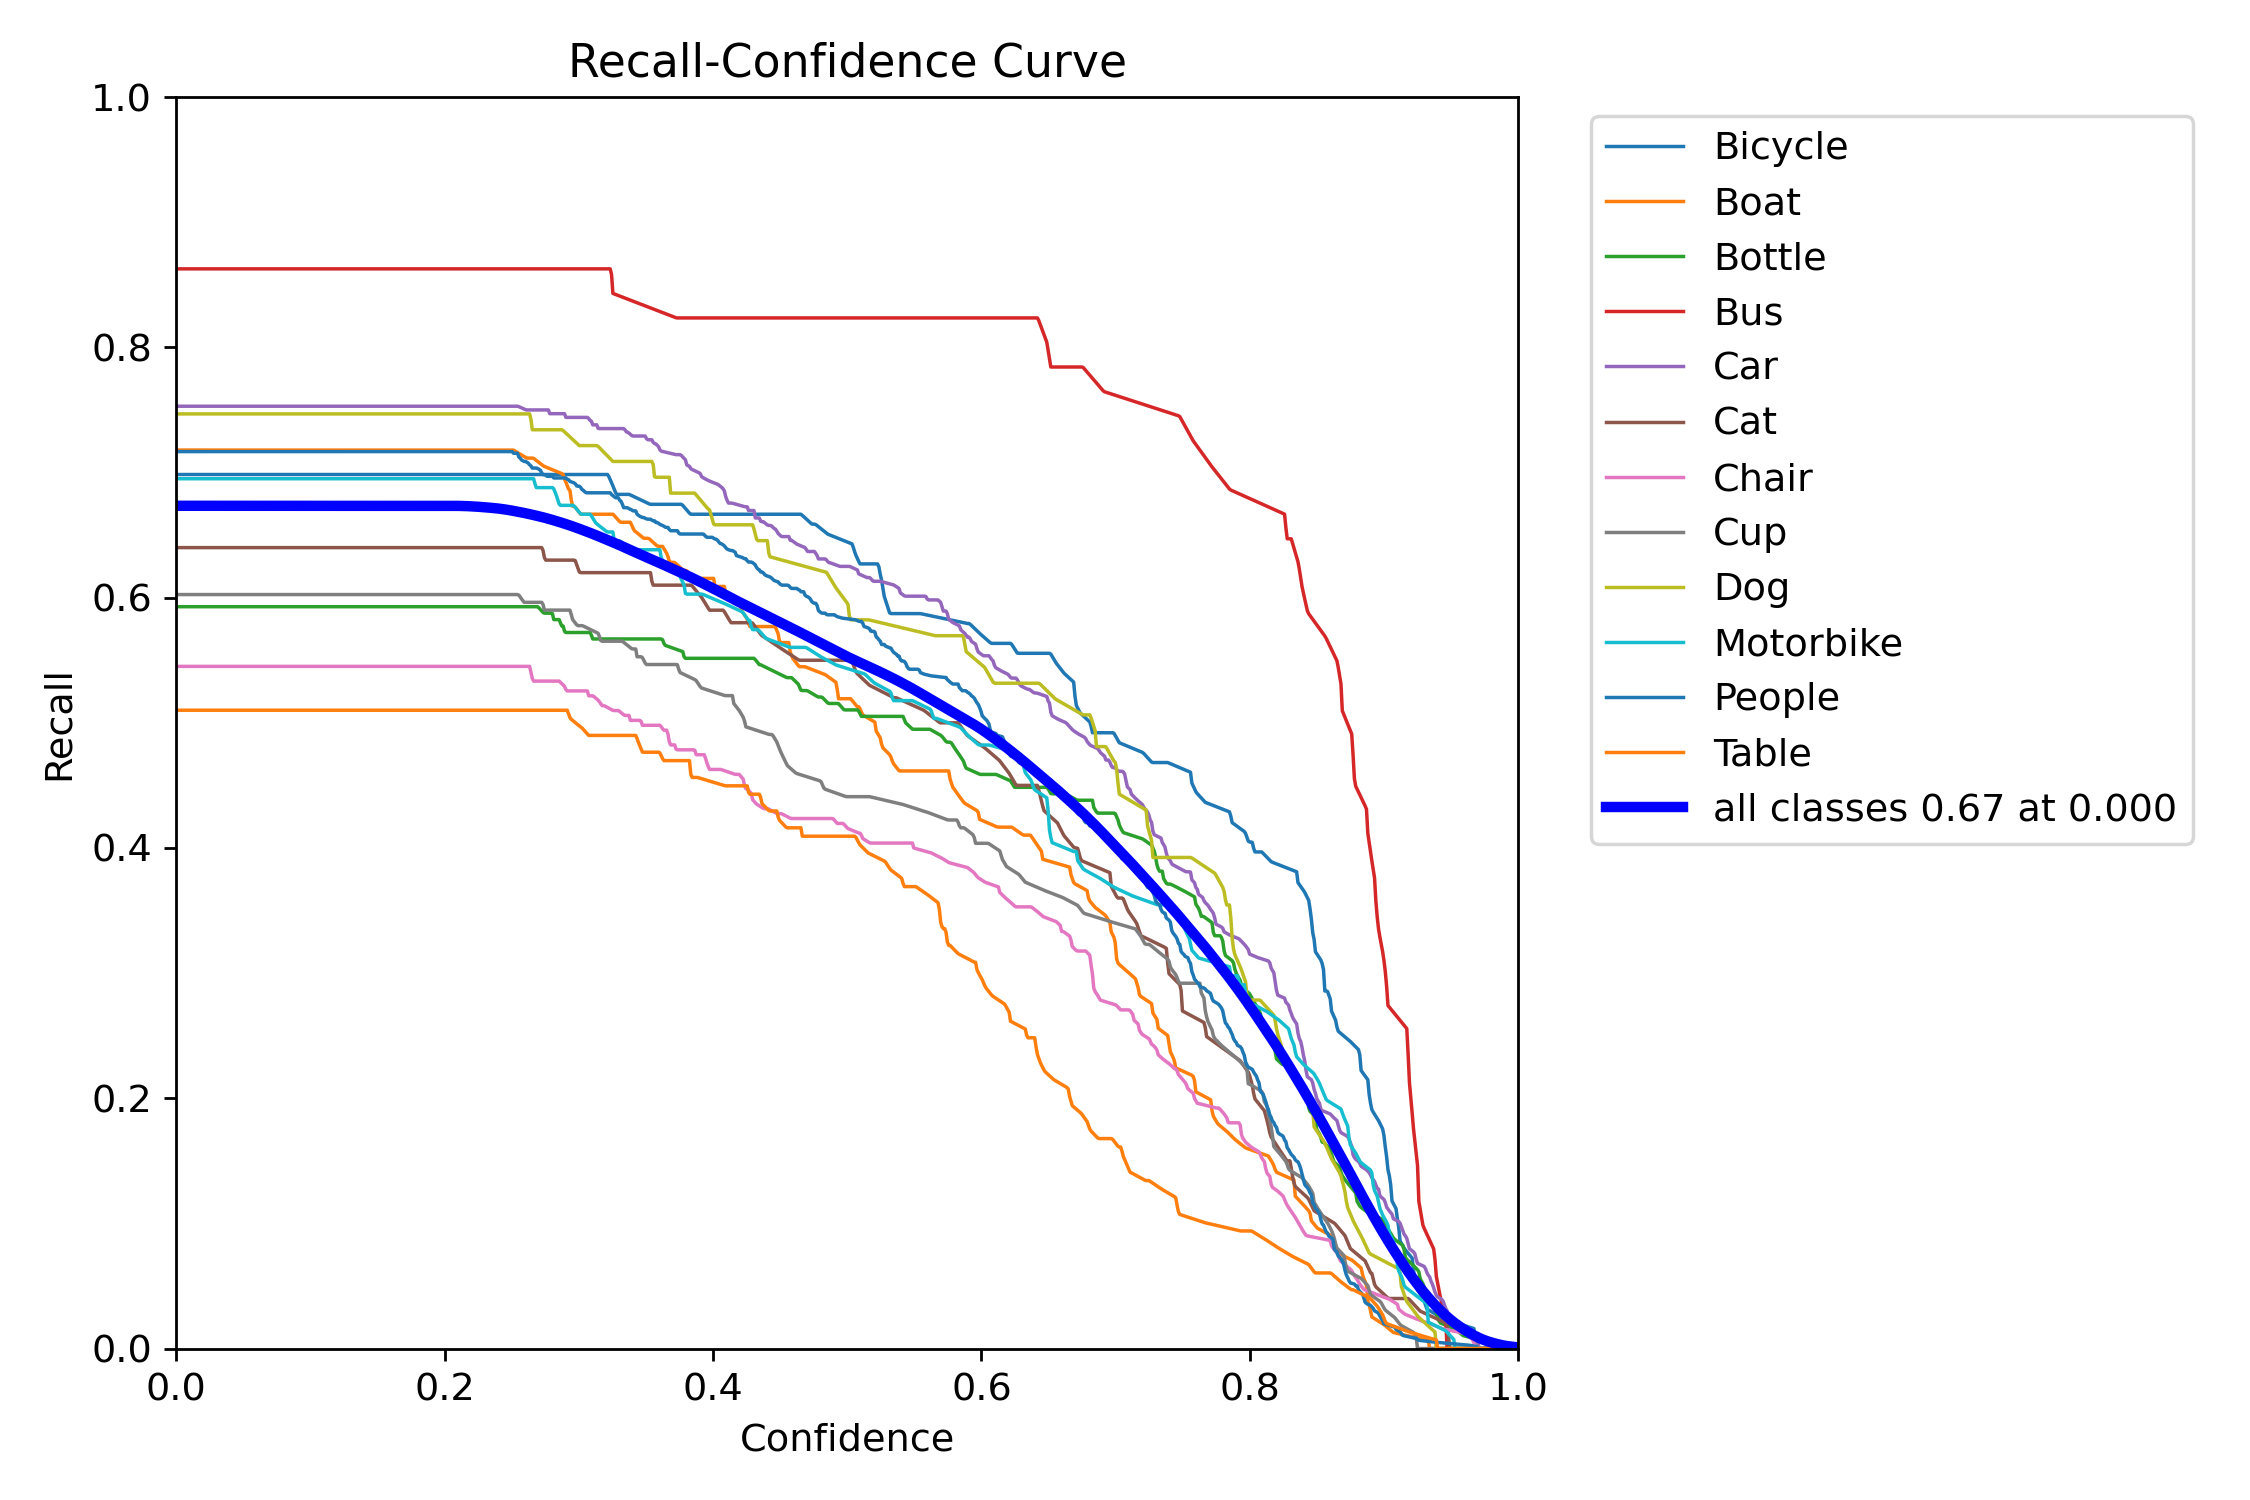 Recall-Confidence Curve
1.0
0.8
0.6
0.4
0.2
0.0
Recall
0.0 0.2 0.4 0.6 0.8 1.0
Confidence
Bicycle
Boat
Bottle
Bus
Car
Cat
Chair
Cup
Dog
Motorbike
People
Table
all classes 0.67 at 0.000